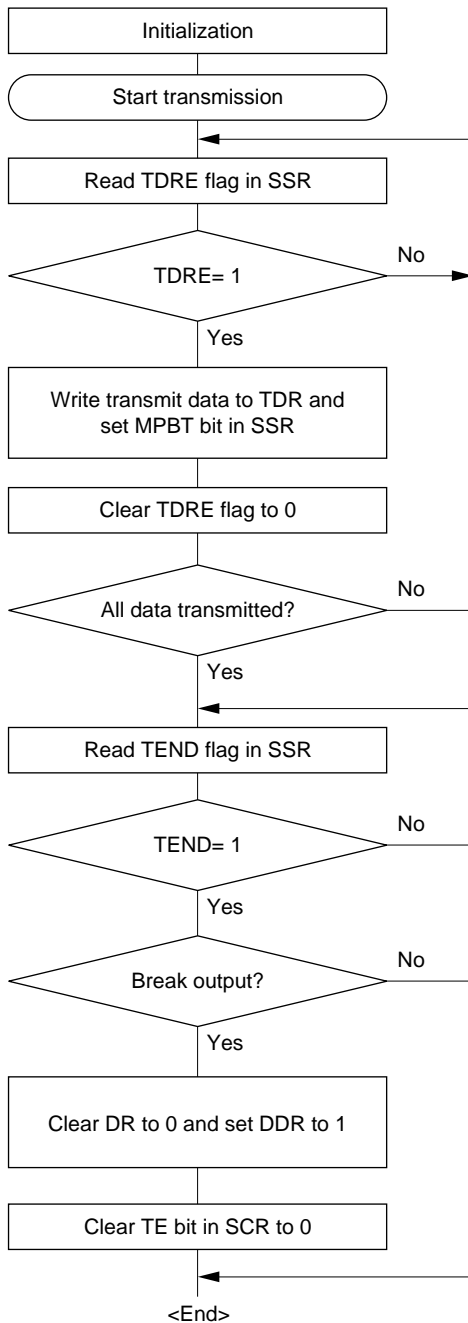 Initialization
Start transmission
Read TDRE flag in SSR
TDRE= 1
No
Yes
Write transmit data to TDR and
set MPBT bit in SSR
Clear TDRE flag to 0
All data transmitted?
No
Yes
Read TEND flag in SSR
TEND= 1
No
Yes
Break output?
No
Yes
Clear DR to 0 and set DDR to 1
Clear TE bit in SCR to 0
<End>